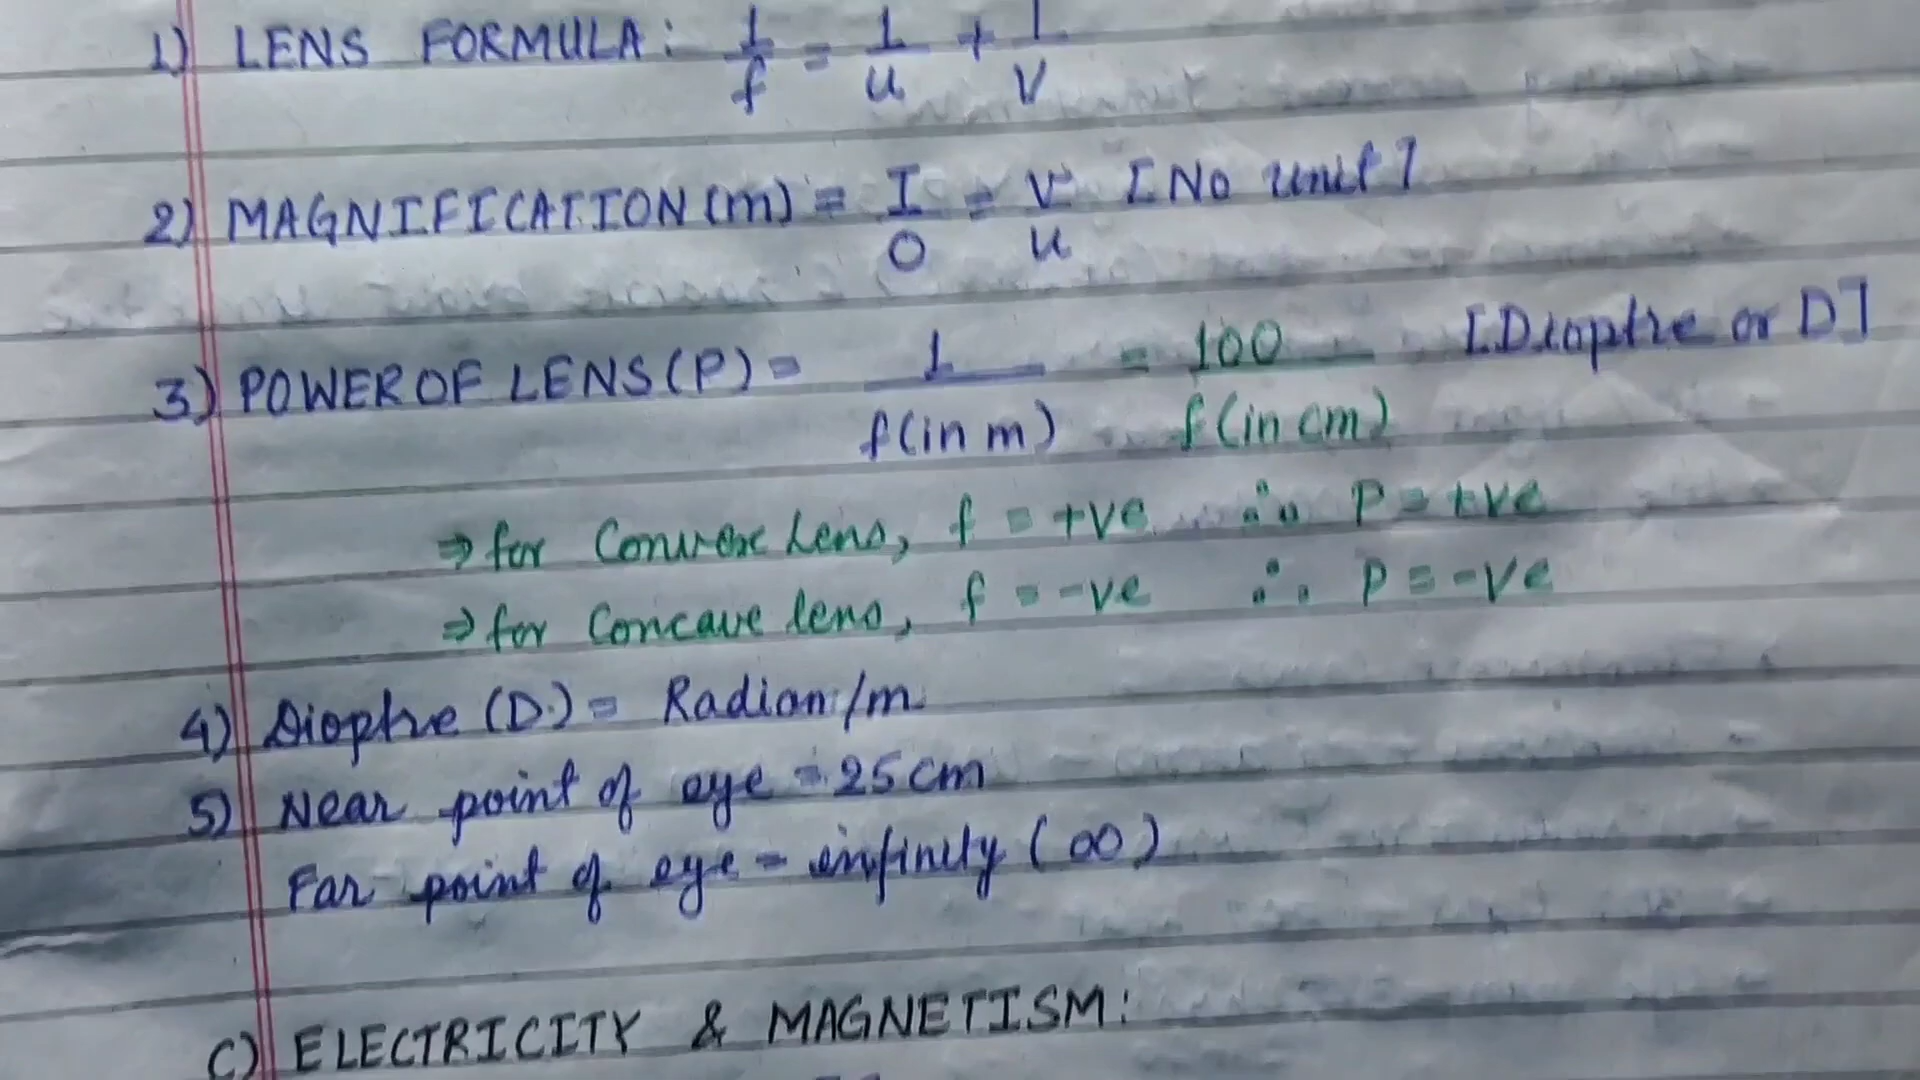 1) LENS FORMULA: 1/f = 1/u + 1/v
2) MAGNIFICATION (m) = I/O = v/u [No unit]
3) POWER OF LENS (P) = 1/f (in m) = 100/f (in cm) [Dioptre or D]
⇒ for Convex Lens, f = +ve ∴ P = +ve
⇒ for Concave lens, f = -ve ∴ P = -ve
4) Dioptre (D.) = Radian/m
5) Near point of eye = 25 cm
Far point of eye = infinity (∞)
C) ELECTRICITY & MAGNETISM: